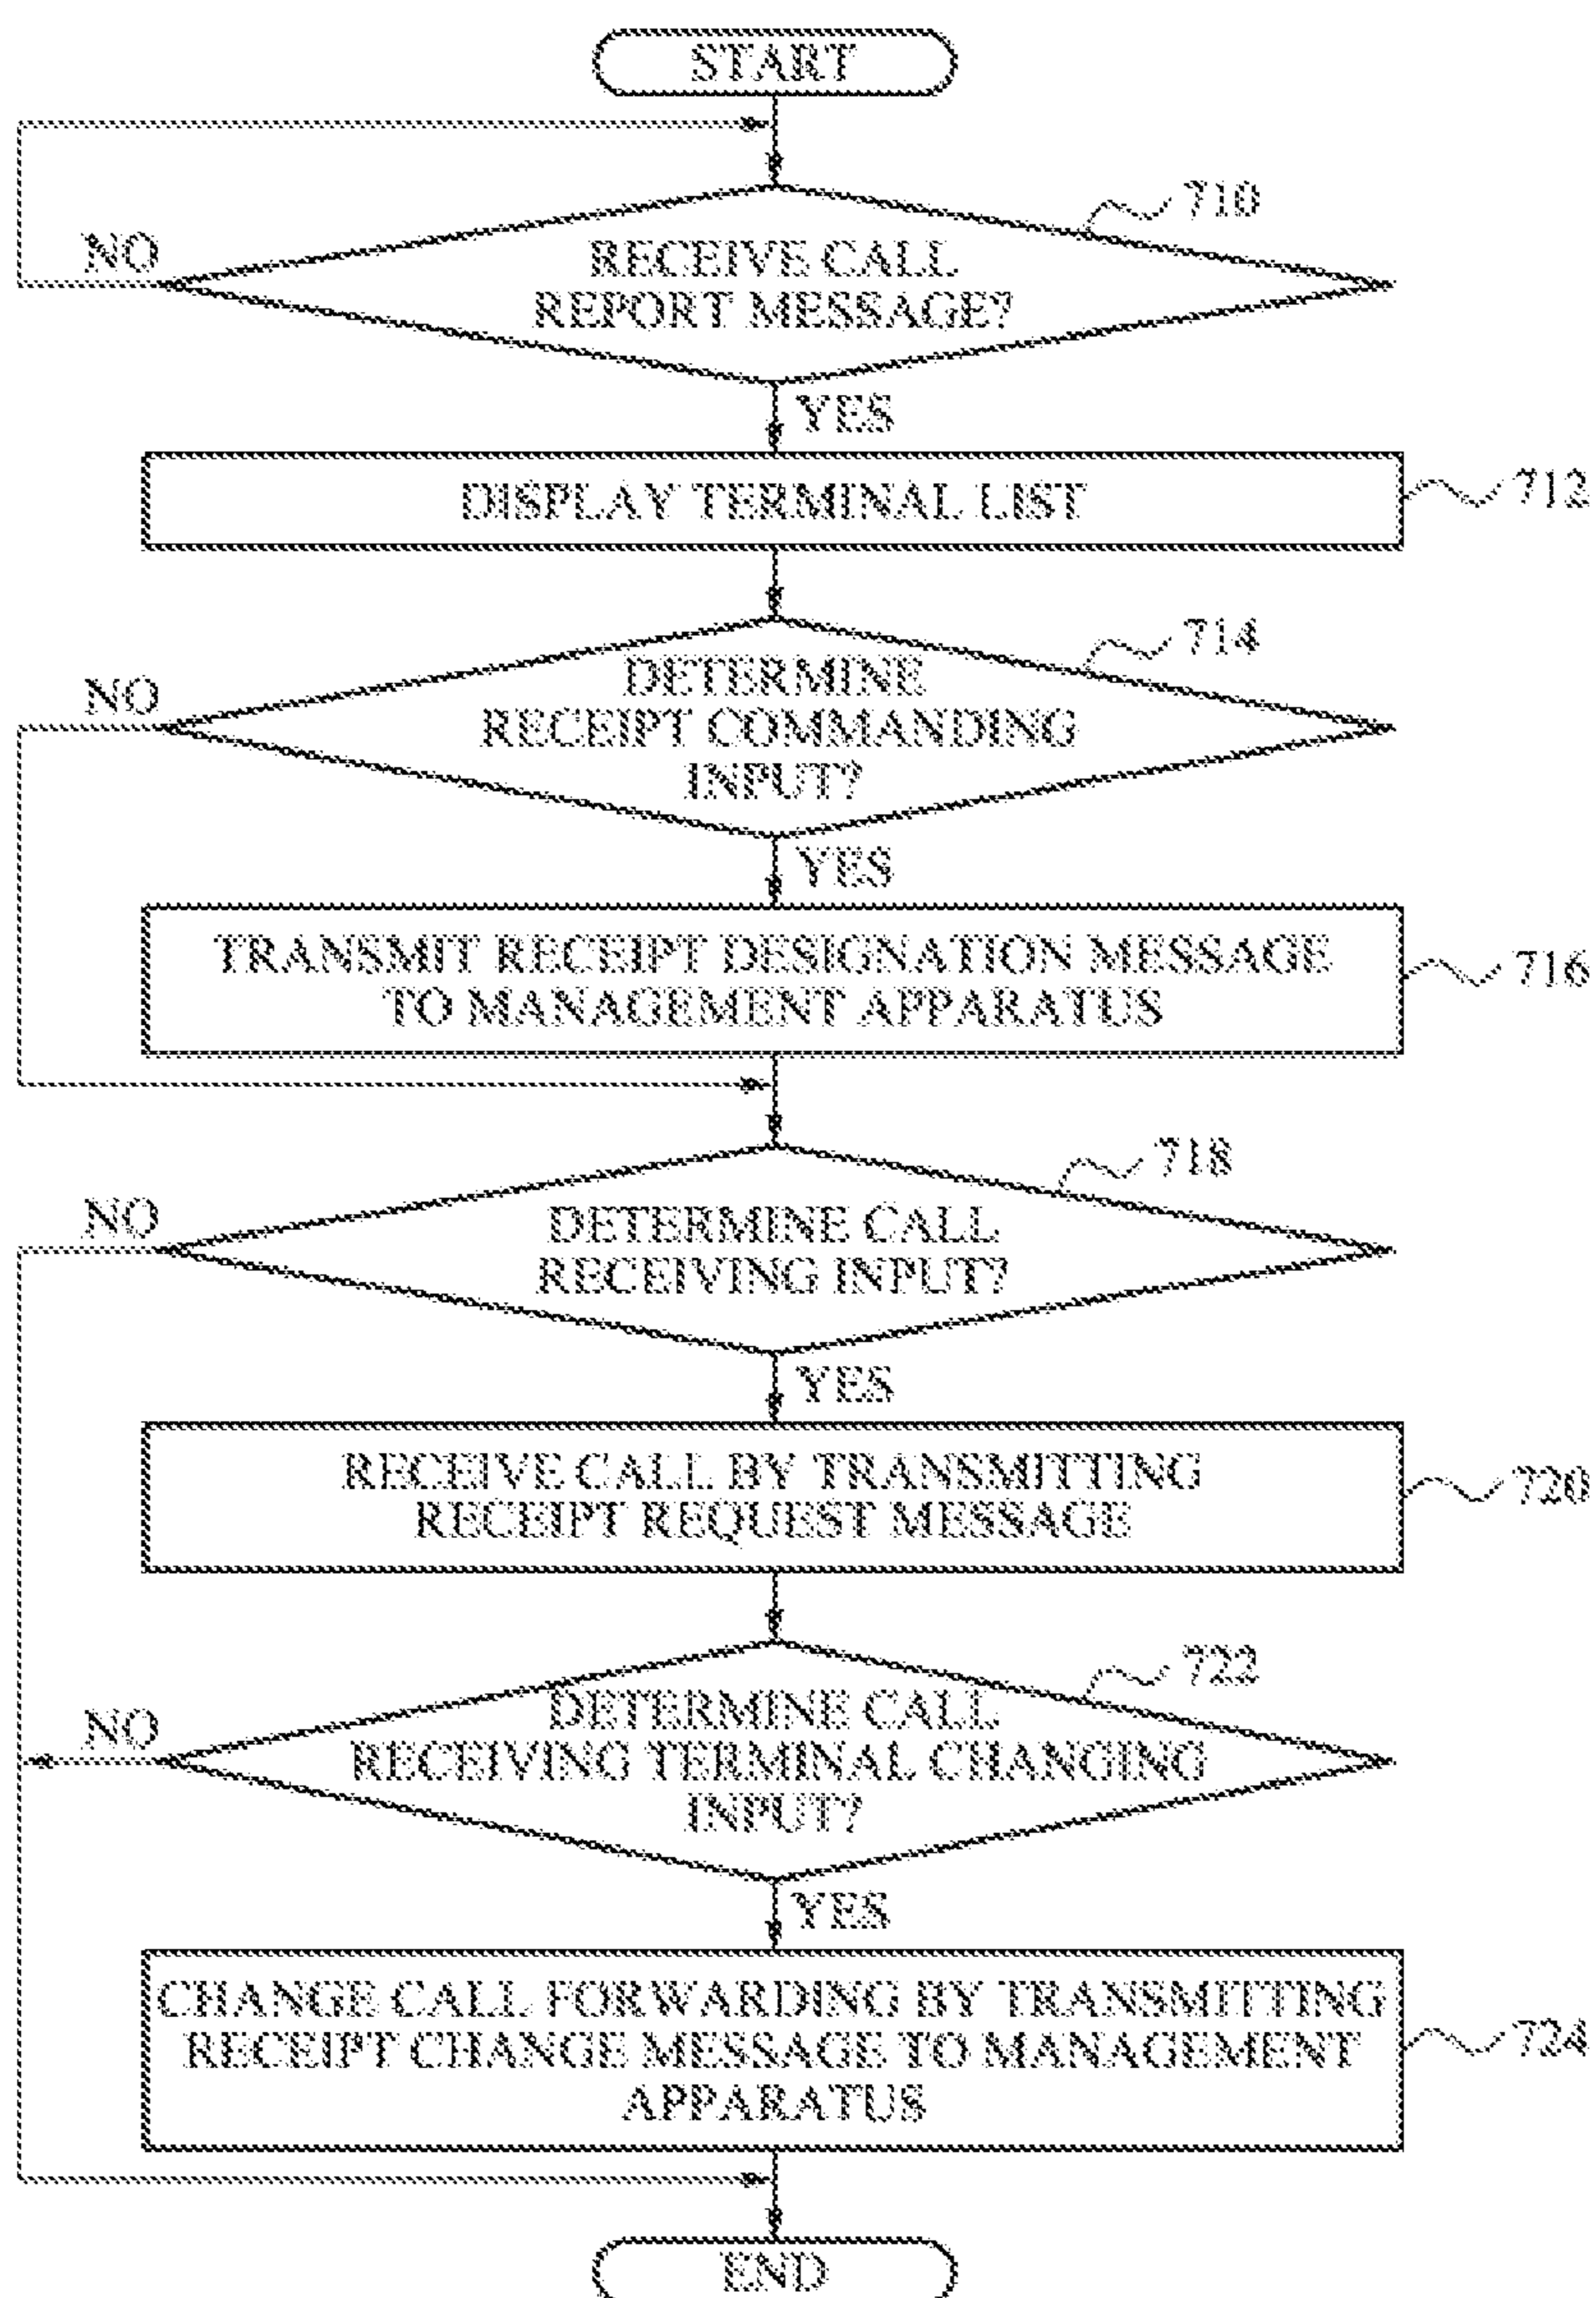 START
710
NO
RECEIVE CALL
REPORT MESSAGE?
YES
DISPLAY TERMINAL LIST
712
714
NO
DETERMINE
RECEIPT COMMANDING
INPUT?
YES
TRANSMIT RECEIPT DESIGNATION MESSAGE
TO MANAGEMENT APPARATUS
716
718
NO
DETERMINE CALL
RECEIVING INPUT?
YES
RECEIVE CALL BY TRANSMITTING
RECEIPT REQUEST MESSAGE
720
722
NO
DETERMINE CALL
RECEIVING TERMINAL CHANGING
INPUT?
YES
CHANGE CALL FORWARDING BY TRANSMITTING
RECEIPT CHANGE MESSAGE TO MANAGEMENT
APPARATUS
724
END